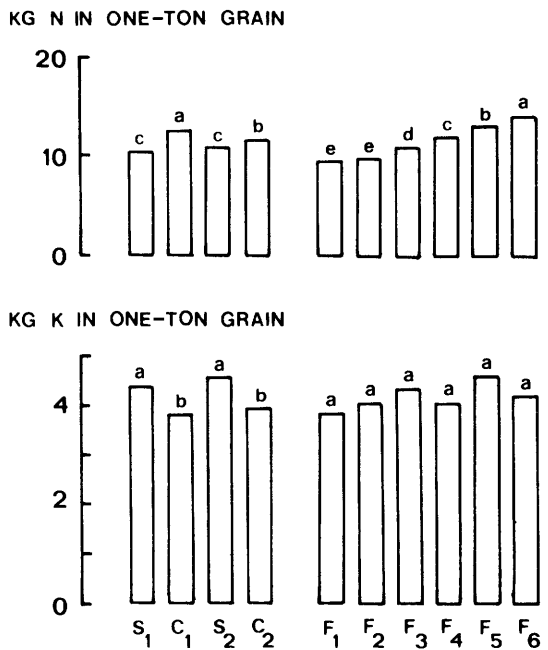 KG N IN ONE-TON GRAIN
20
10
0
c a c b e e d c b a
KG K IN ONE-TON GRAIN
4
2
0
a b a b a a a a a a
S1 C1 S2 C2 F1 F2 F3 F4 F5 F6